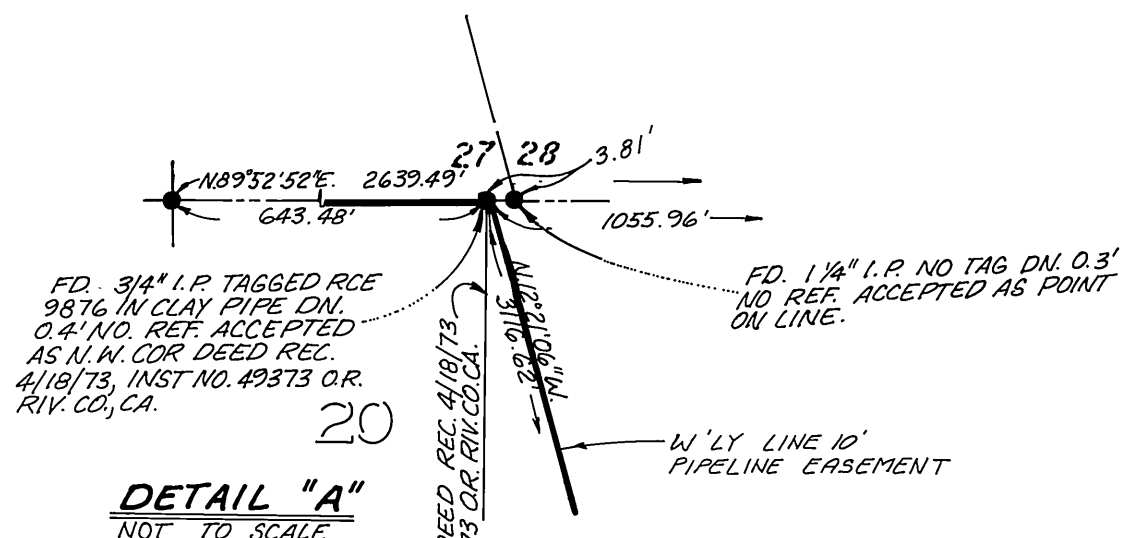 27 28
3.81'
N.89°52'52"E. 2639.49'
643.48'
1055.96'
FD. 3/4" I.P. TAGGED RCE
9876 IN CLAY PIPE DN.
0.4' NO. REF. ACCEPTED
AS N.W. COR DEED REC.
4/18/73, INST NO. 49373 O.R.
RIV. CO., CA.
FD. 1 1/4" I.P. NO TAG DN. 0.3'
NO REF. ACCEPTED AS POINT
ON LINE.
N.12°21'06"W.
3116.62'
DEED REC. 4/18/73
73 O.R. RIV.CO.CA.
20
W'LY LINE 10'
PIPELINE EASEMENT
DETAIL "A"
NOT TO SCALE